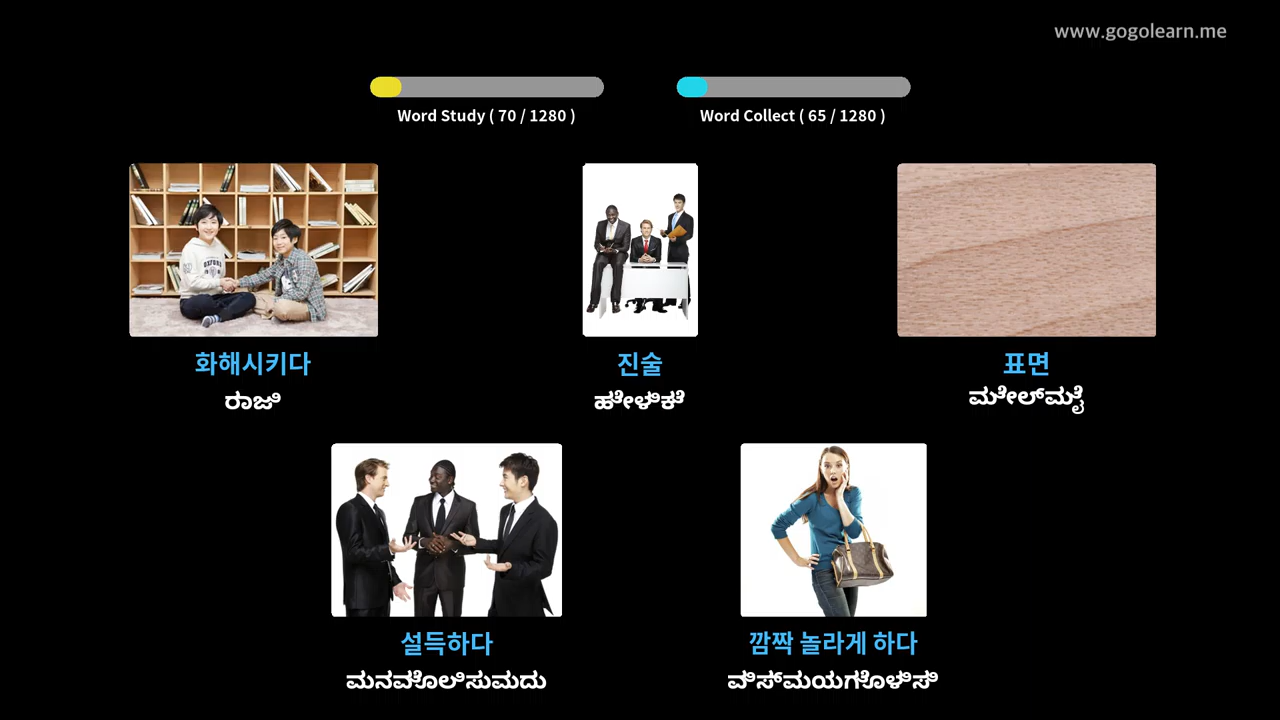 www.gogolearn.me
Word Study ( 70 / 1280 )
Word Collect ( 65 / 1280 )
화해시키다
ರಾಜಿ
진술
ಹೇಳಿಕೆ
표면
ಮೇಲ್ಮೈ
설득하다
ಮನವೊಲಿಸುಮದು
깜짝 놀라게 하다
ವಿಸ್ಮಯಗೊಳಿಸಿ